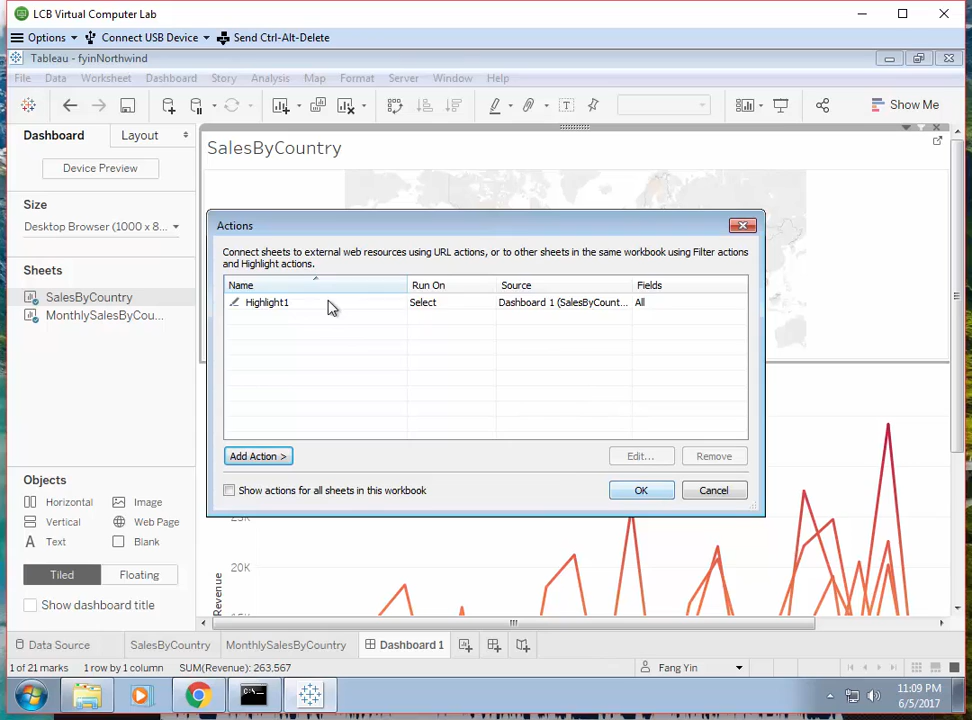 LCB Virtual Computer Lab
Options Connect USB Device Send Ctrl-Alt-Delete
Tableau - fyinNorthwind
File Data Worksheet Dashboard Story Analysis Map Format Server Window Help
Show Me
Dashboard Layout
Device Preview
Size
Desktop Browser (1000 x 8...
Sheets
SalesByCountry
MonthlySalesByCou...
SalesByCountry
Actions
Connect sheets to external web resources using URL actions, or to other sheets in the same workbook using Filter actions
and Highlight actions.
Name Run On Source Fields
Highlight1 Select Dashboard 1 (SalesByCount... All
Add Action > Edit... Remove
Show actions for all sheets in this workbook OK Cancel
Objects
Horizontal Image
Vertical Web Page
Text Blank
Tiled Floating
Show dashboard title
20K
Revenue
Data Source SalesByCountry MonthlySalesByCountry Dashboard 1
1 of 21 marks 1 row by 1 column SUM(Revenue): 263.567 Fang Yin
11:09 PM
6/5/2017